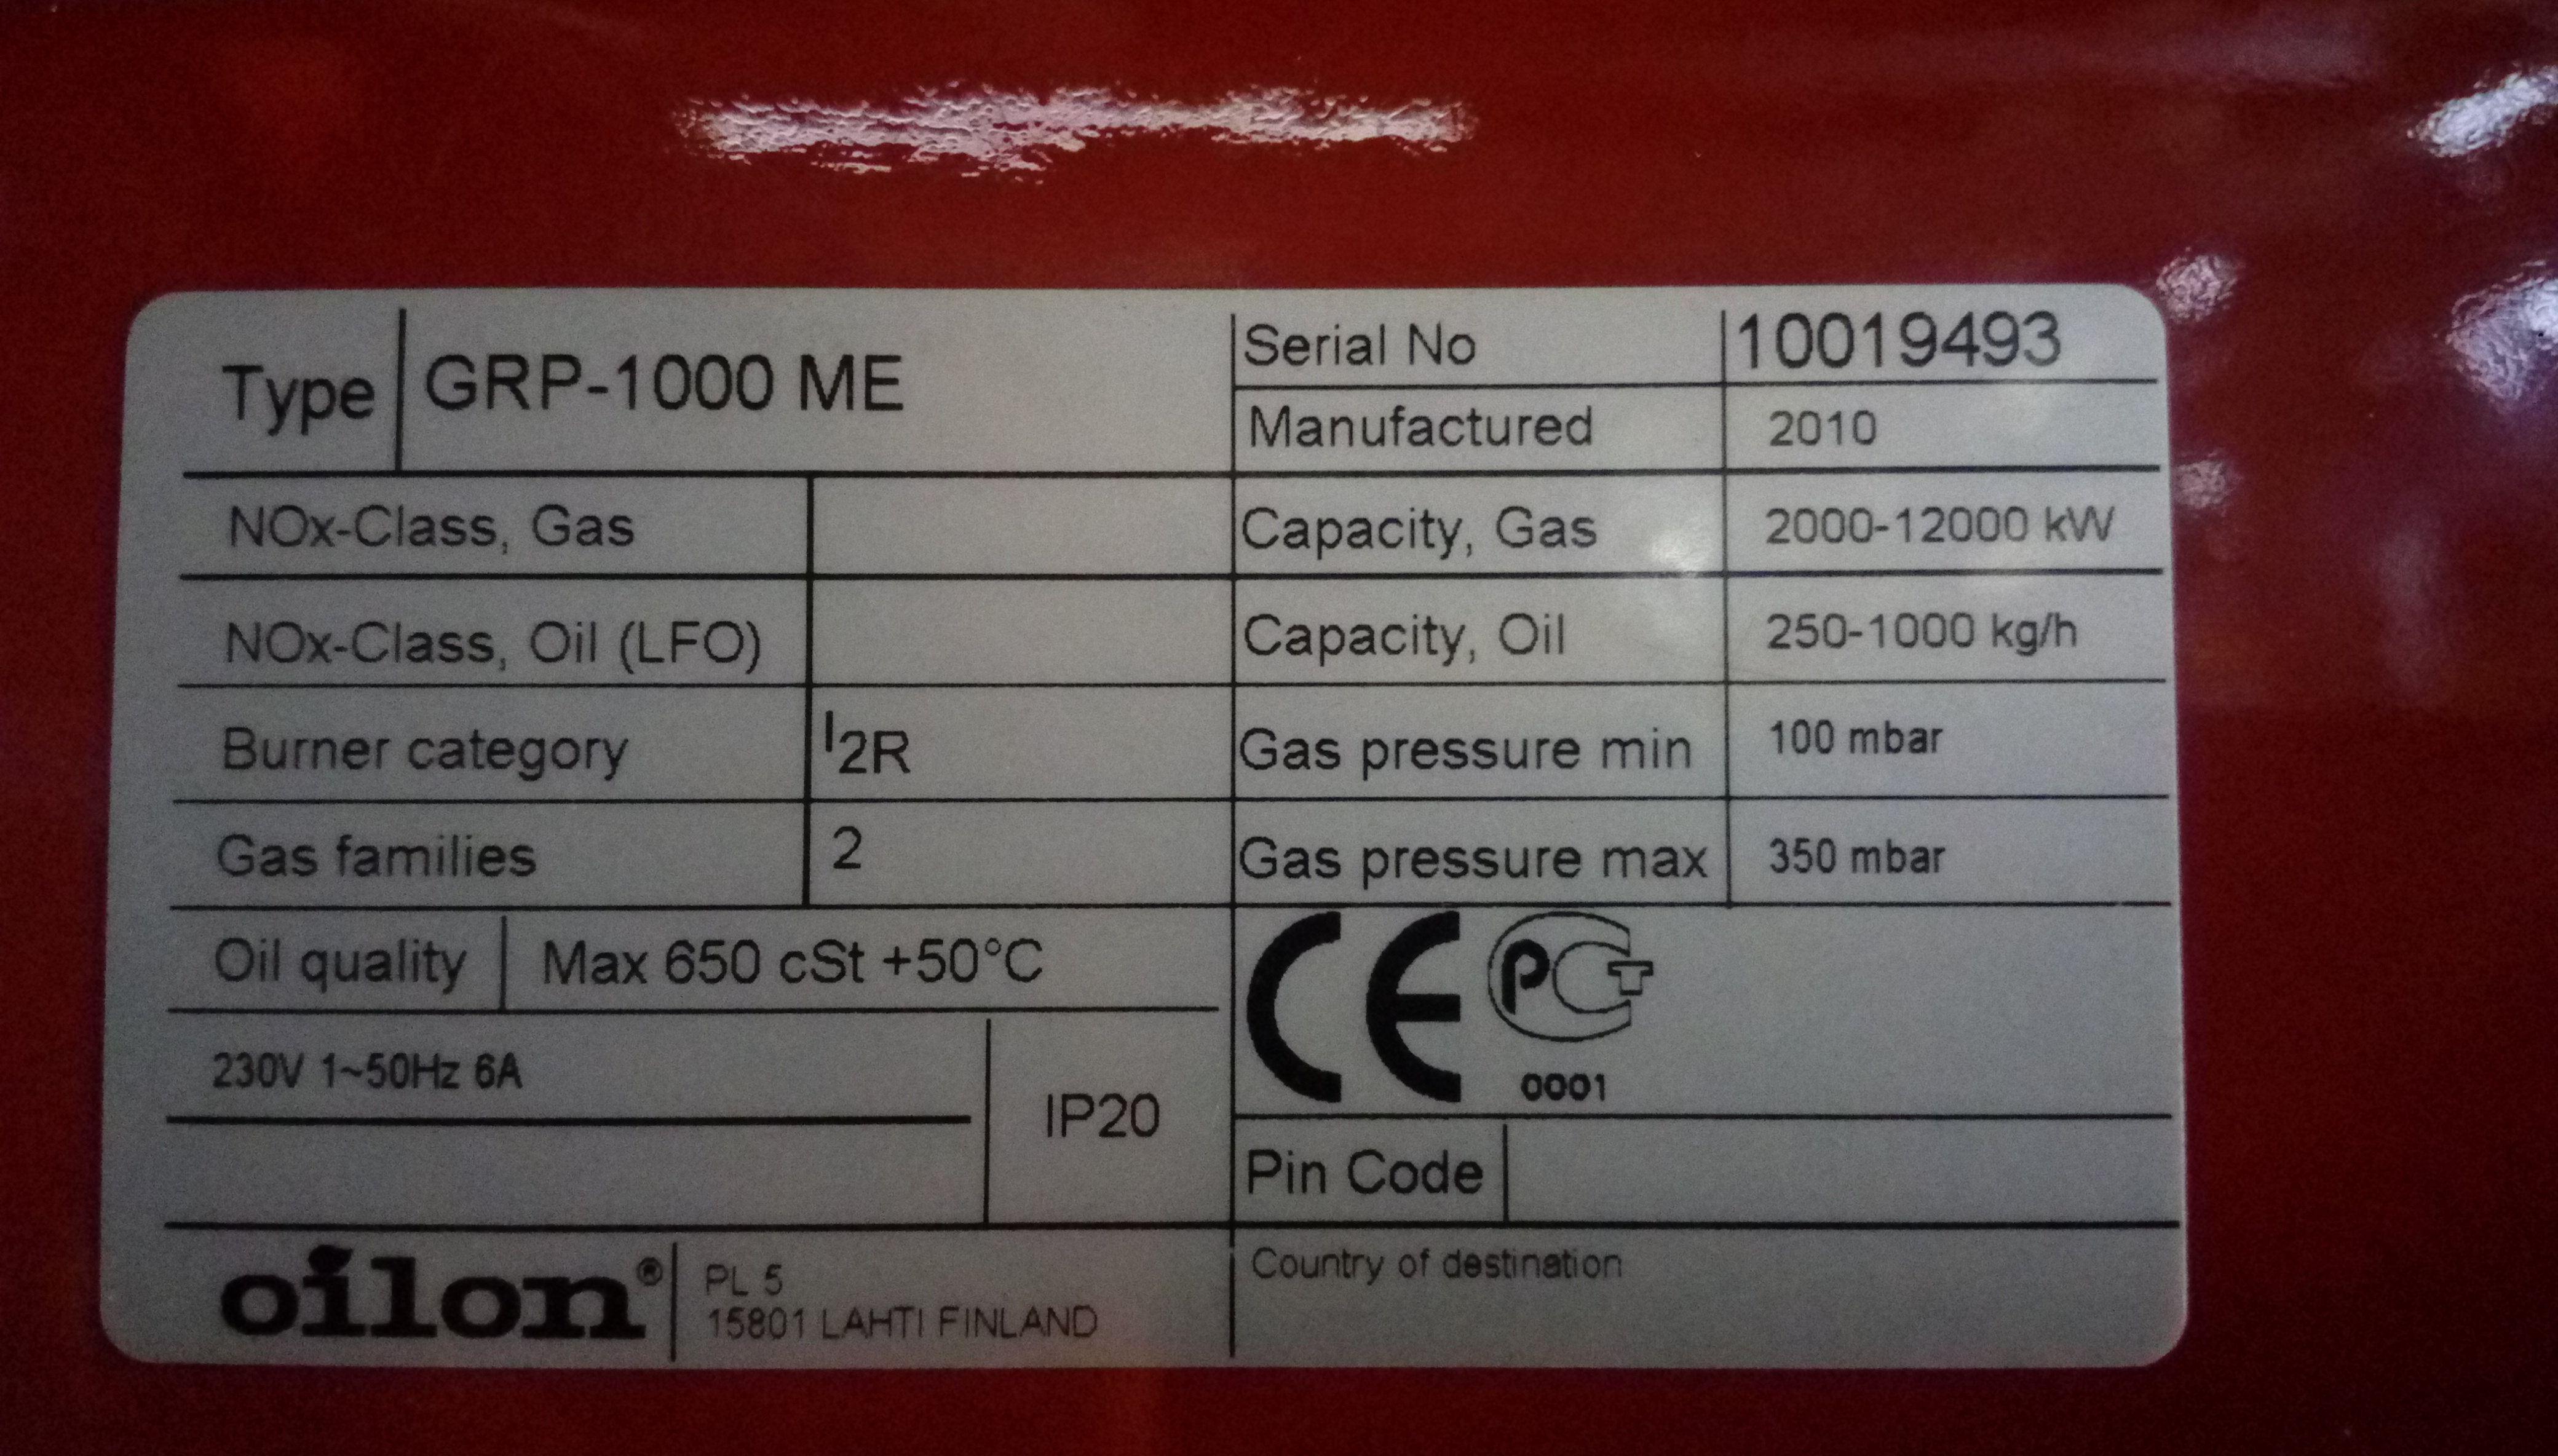 Type GRP-1000 ME
Serial No 10019493
Manufactured 2010
NOx-Class, Gas
Capacity, Gas 2000-12000 kW
NOx-Class, Oil (LFO)
Capacity, Oil 250-1000 kg/h
Burner category I2R
Gas pressure min 100 mbar
Gas families 2
Gas pressure max 350 mbar
Oil quality Max 650 cSt +50°C
CE PCT
0001
230V 1~50Hz 6A
IP20
Pin Code
oilon®
PL 5
15801 LAHTI FINLAND
Country of destination